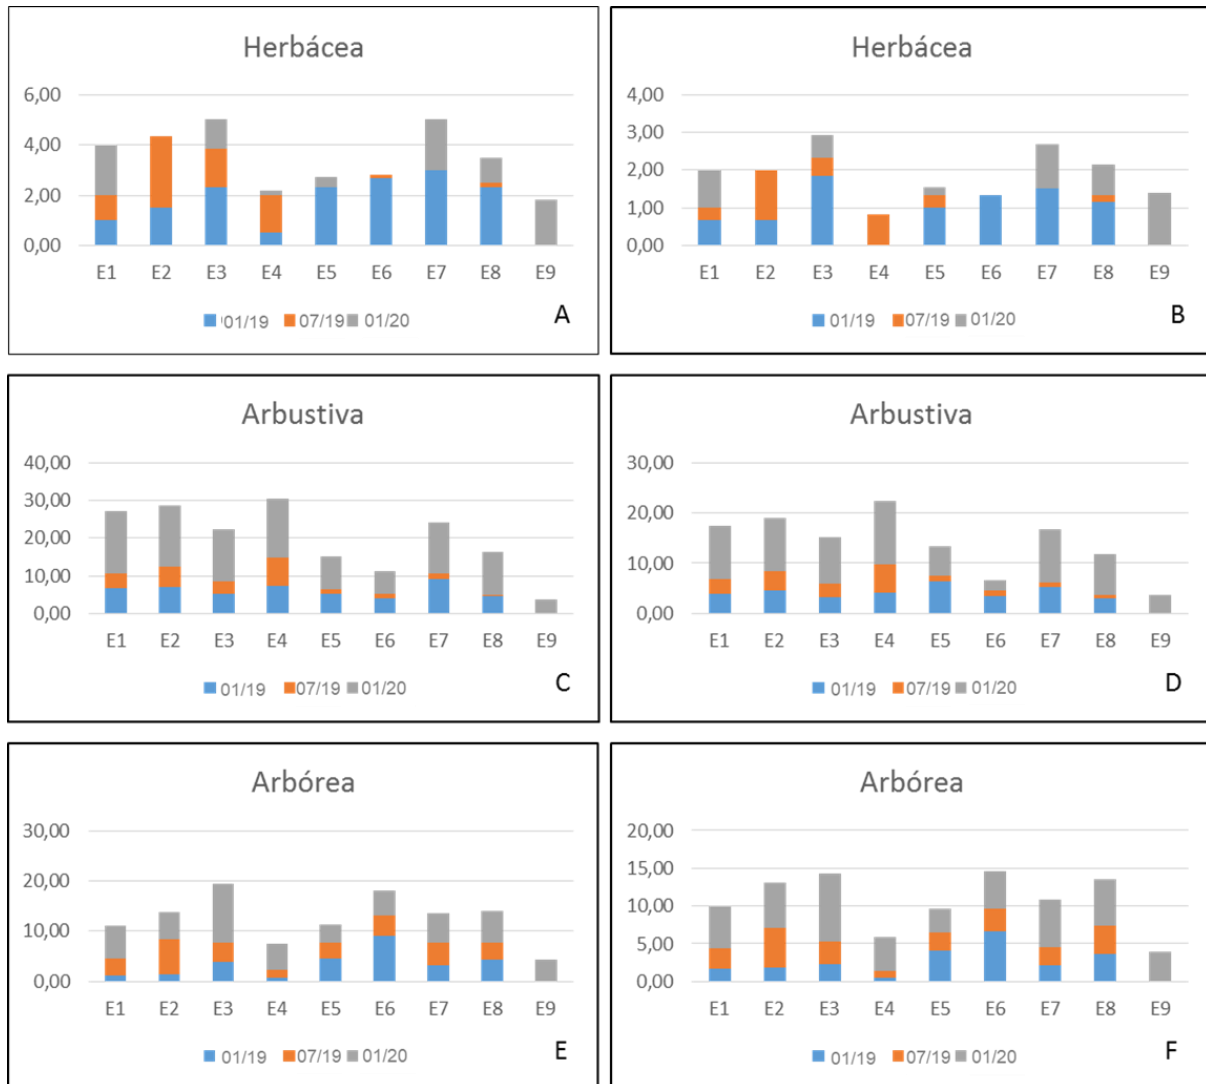 Herbácea
6,00
4,00
2,00
0,00
E1 E2 E3 E4 E5 E6 E7 E8 E9
01/19 07/19 01/20
A
Herbácea
4,00
3,00
2,00
1,00
0,00
E1 E2 E3 E4 E5 E6 E7 E8 E9
01/19 07/19 01/20
B
Arbustiva
40,00
30,00
20,00
10,00
0,00
E1 E2 E3 E4 E5 E6 E7 E8 E9
01/19 07/19 01/20
C
Arbustiva
30,00
20,00
10,00
0,00
E1 E2 E3 E4 E5 E6 E7 E8 E9
01/19 07/19 01/20
D
Arbórea
30,00
20,00
10,00
0,00
E1 E2 E3 E4 E5 E6 E7 E8 E9
01/19 07/19 01/20
E
Arbórea
20,00
15,00
10,00
5,00
0,00
E1 E2 E3 E4 E5 E6 E7 E8 E9
01/19 07/19 01/20
F